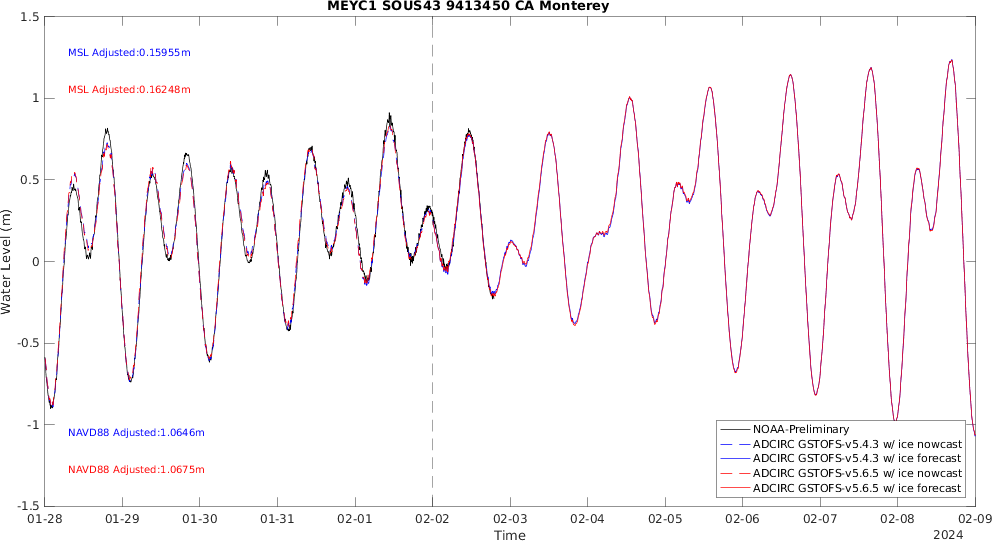 MEYC1 SOUS43 9413450 CA Monterey
1.5
MSL Adjusted:0.15955m
MSL Adjusted:0.16248m
1
0.5
Water Level (m)
0
-0.5
-1
NAVD88 Adjusted:1.0646m
NAVD88 Adjusted:1.0675m
NOAA-Preliminary
ADCIRC GSTOFS-v5.4.3 w/ ice nowcast
ADCIRC GSTOFS-v5.4.3 w/ ice forecast
ADCIRC GSTOFS-v5.6.5 w/ ice nowcast
ADCIRC GSTOFS-v5.6.5 w/ ice forecast
-1.5
01-28 01-29 01-30 01-31 02-01 02-02 02-03 02-04 02-05 02-06 02-07 02-08 02-09
Time
2024